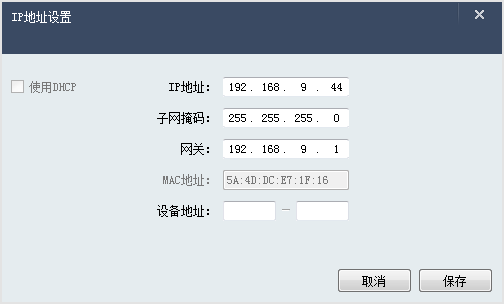 IP地址设置
使用DHCP
IP地址: 192. 168. 9. 44
子网掩码: 255. 255. 255. 0
网关: 192. 168. 9. 1
MAC地址: 5A:4D:DC:E7:1F:16
设备地址: —
取消 保存